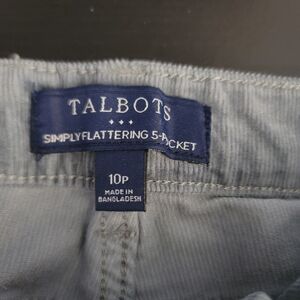 TALBOTS
SIMPLY FLATTERING 5-POCKET
10P
MADE IN
BANGLADESH